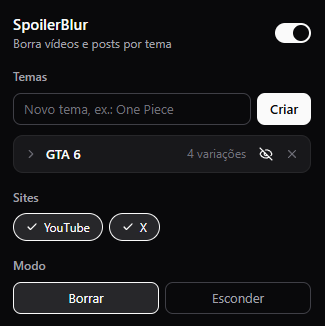 SpoilerBlur
Borra vídeos e posts por tema
Temas
Novo tema, ex.: One Piece
Criar
GTA 6
4 variações
Sites
YouTube
X
Modo
Borrar
Esconder